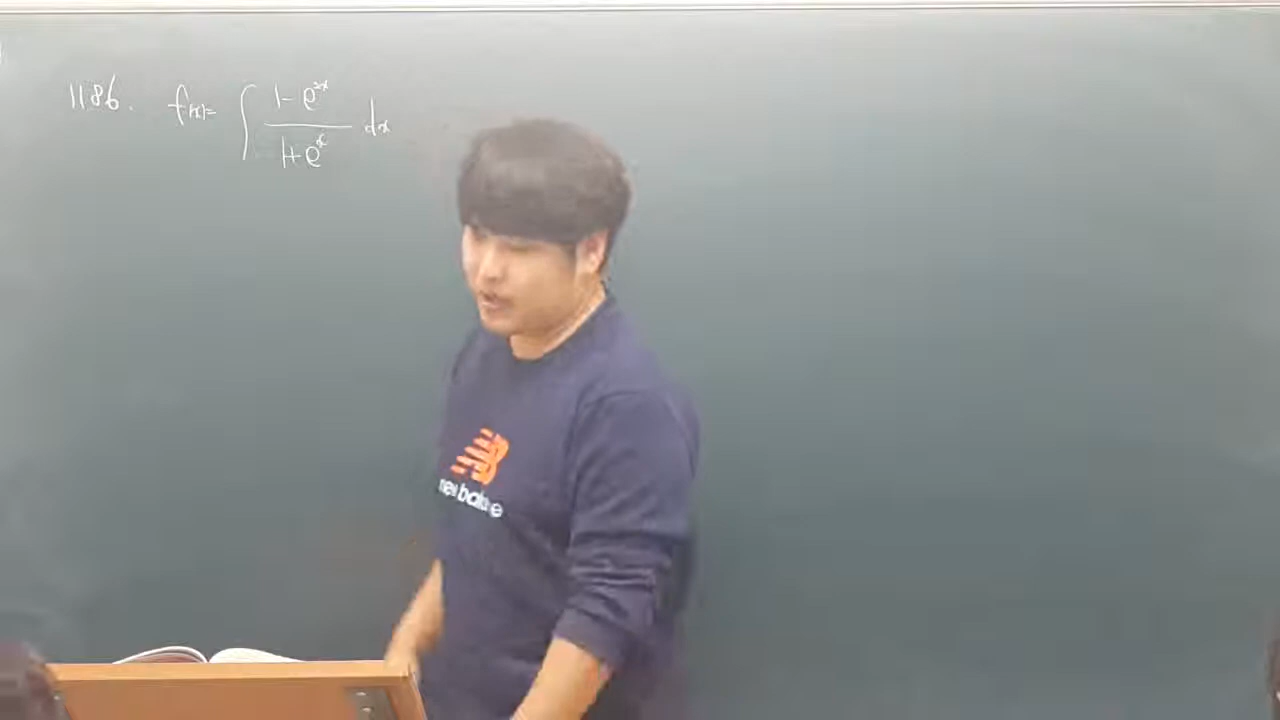 1186. f(x)= ∫ (1-e^{2x})/(1+e^x) dx
new balance